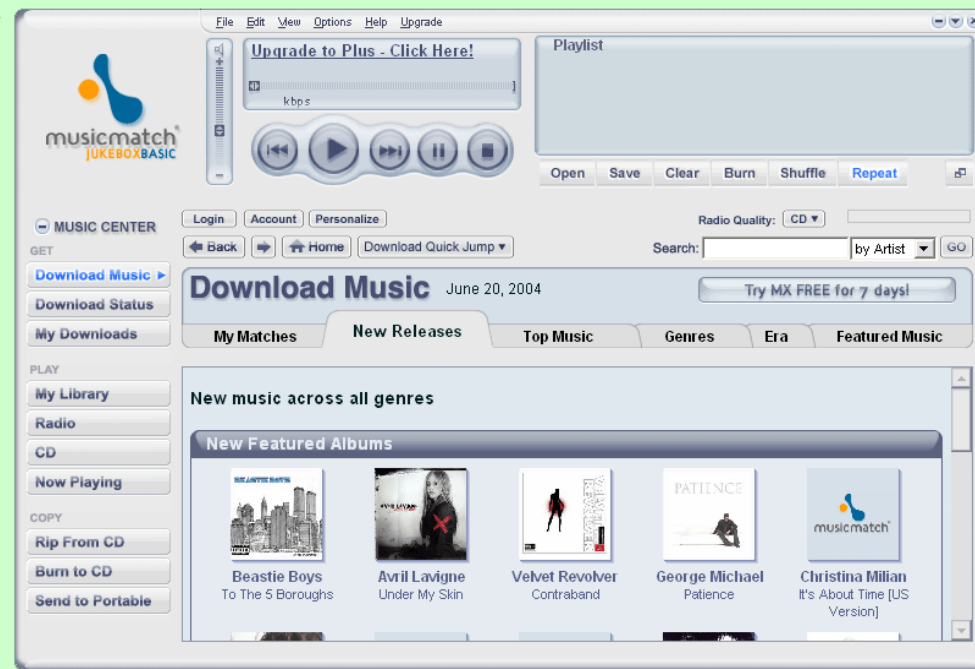 File Edit View Options Help Upgrade
musicmatch
JUKEBOXBASIC
Upgrade to Plus - Click Here!
kbps
Playlist
Open Save Clear Burn Shuffle Repeat
MUSIC CENTER
GET
Download Music
Download Status
My Downloads
PLAY
My Library
Radio
CD
Now Playing
COPY
Rip From CD
Burn to CD
Send to Portable
Login Account Personalize
Radio Quality: CD
Back Home Download Quick Jump
Search: by Artist GO
Download Music June 20, 2004
Try MX FREE for 7 days!
My Matches New Releases Top Music Genres Era Featured Music
New music across all genres
New Featured Albums
BEASTIE BOYS
AVRIL LAVIGNE
VELVET REVOLVER
PATIENCE
musicmatch
Beastie Boys
To The 5 Boroughs
Avril Lavigne
Under My Skin
Velvet Revolver
Contraband
George Michael
Patience
Christina Milian
It's About Time [US
Version]